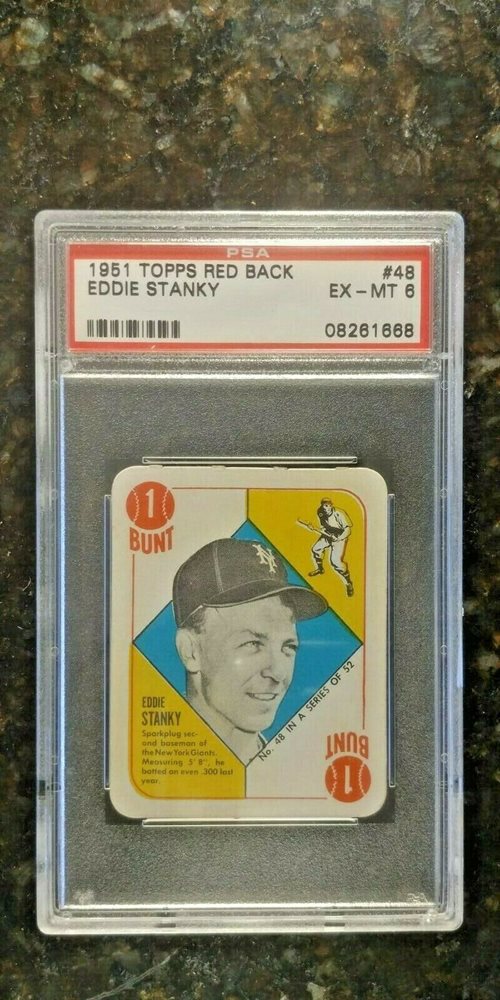 PSA
1951 TOPPS RED BACK #48
EDDIE STANKY EX-MT 6
08261668
1
BUNT
NY
EDDIE
STANKY
Sparkplug sec-
ond baseman of
the New York Giants.
Measuring 5' 8", he
batted an even .300 last
year.
No. 48 IN A SERIES OF 52
BUNT
1